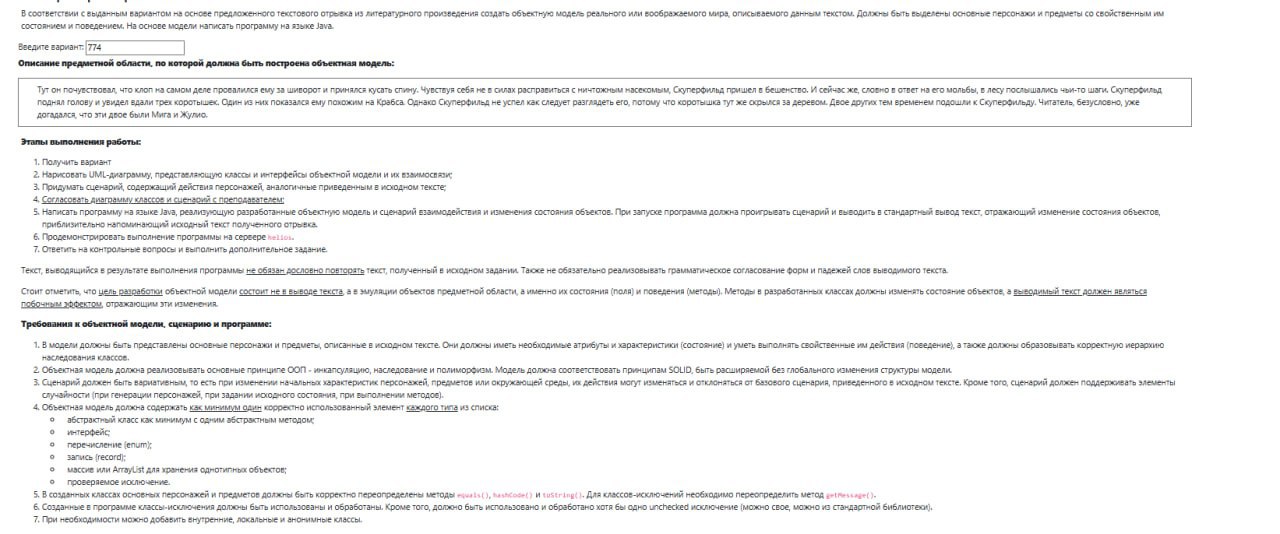 В соответствии с выданным вариантом на основе предложенного текстового отрывка из литературного произведения создать объектную модель реального или воображаемого мира, описываемого данным текстом. Должны быть выделены основные персонажи и предметы со свойственным им
состоянием и поведением. На основе модели написать программу на языке Java.
Введите вариант: 774
Описание предметной области, по которой должна быть построена объектная модель:
Тут он почувствовал, что клоп на самом деле провалился ему за шиворот и принялся кусать спину. Чувствуя себя не в силах расправиться с ничтожным насекомым, Скуперфильд пришел в бешенство. И сейчас же, словно в ответ на его мольбы, в лесу послышались чьи-то шаги. Скуперфильд
поднял голову и увидел вдали трех коротышек. Один из них показался ему похожим на Крабса. Однако Скуперфильд не успел как следует разглядеть его, потому что коротышка тут же скрылся за деревом. Двое других тем временем подошли к Скуперфильду. Читатель, безусловно, уже
догадался, что эти двое были Мига и Жулио.
Этапы выполнения работы:
1. Получить вариант
2. Нарисовать UML-диаграмму, представляющую классы и интерфейсы объектной модели и их взаимосвязи;
3. Придумать сценарий, содержащий действия персонажей, аналогичные приведенным в исходном тексте;
4. Согласовать диаграмму классов и сценарий с преподавателем;
5. Написать программу на языке Java, реализующую разработанные объектную модель и сценарий взаимодействия и изменения состояния объектов. При запуске программа должна проигрывать сценарий и выводить в стандартный вывод текст, отражающий изменение состояния объектов,
приблизительно напоминающий исходный текст полученного отрывка.
6. Продемонстрировать выполнение программы на сервере helios.
7. Ответить на контрольные вопросы и выполнить дополнительное задание.
Текст, выводящийся в результате выполнения программы не обязан дословно повторять текст, полученный в исходном задании. Также не обязательно реализовывать грамматическое согласование форм и падежей слов выводимого текста.
Стоит отметить, что цель разработки объектной модели состоит не в выводе текста, а в эмуляции объектов предметной области, а именно их состояния (поля) и поведения (методы). Методы в разработанных классах должны изменять состояние объектов, а выводимый текст должен являться
побочным эффектом, отражающим эти изменения.
Требования к объектной модели, сценарию и программе:
1. В модели должны быть представлены основные персонажи и предметы, описанные в исходном тексте. Они должны иметь необходимые атрибуты и характеристики (состояние) и уметь выполнять свойственные им действия (поведение), а также должны образовывать корректную иерархию
наследования классов.
2. Объектная модель должна реализовывать основные принципе ООП - инкапсуляцию, наследование и полиморфизм. Модель должна соответствовать принципам SOLID, быть расширяемой без глобального изменения структуры модели.
3. Сценарий должен быть вариативным, то есть при изменении начальных характеристик персонажей, предметов или окружающей среды, их действия могут изменяться и отклоняться от базового сценария, приведенного в исходном тексте. Кроме того, сценарий должен поддерживать элементы
случайности (при генерации персонажей, при задании исходного состояния, при выполнении методов).
4. Объектная модель должна содержать как минимум один корректно использованный элемент каждого типа из списка:
абстрактный класс как минимум с одним абстрактным методом;
интерфейс;
перечисление (enum);
запись (record);
массив или ArrayList для хранения однотипных объектов;
проверяемое исключение.
5. В созданных классах основных персонажей и предметов должны быть корректно переопределены методы equals(), hashCode() и toString(). Для классов-исключений необходимо переопределить метод getMessage().
6. Созданные в программе классы-исключения должны быть использованы и обработаны. Кроме того, должно быть использовано и обработано хотя бы одно unchecked исключение (можно свое, можно из стандартной библиотеки).
7. При необходимости можно добавить внутренние, локальные и анонимные классы.